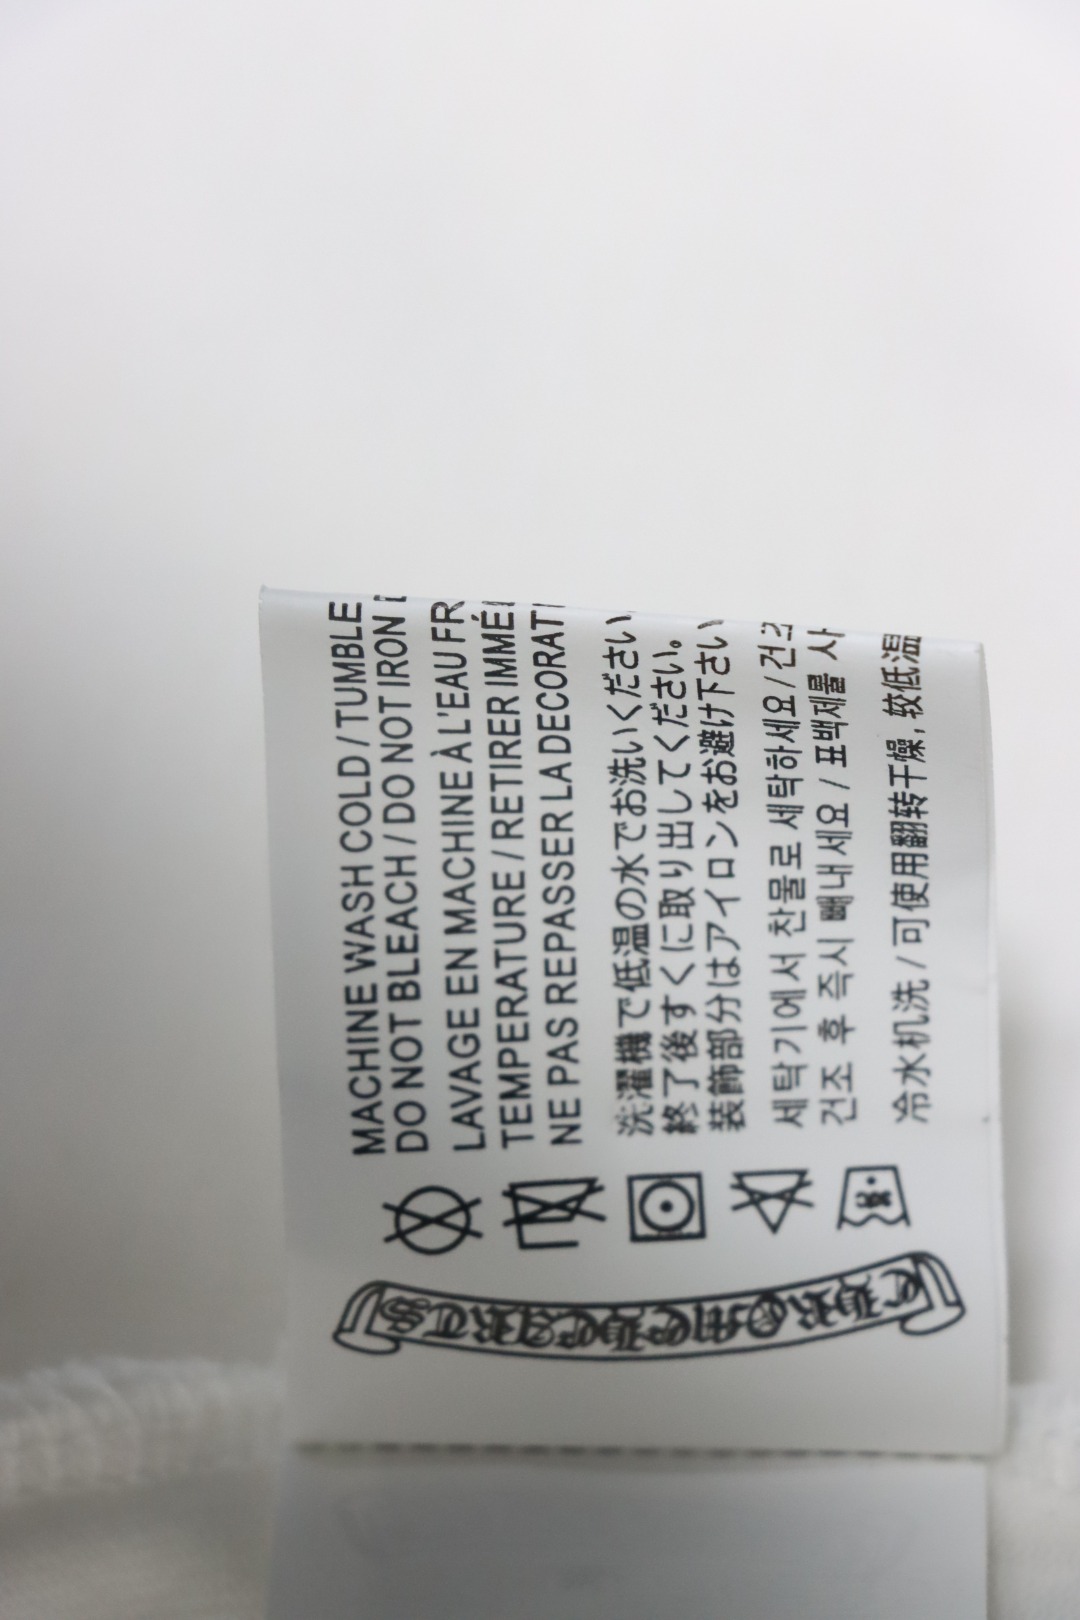 MACHINE WASH COLD / TUMBLE
DO NOT BLEACH / DO NOT IRON
LAVAGE EN MACHINE À L'EAU FR
TEMPERATURE / RETIRER IMMÉ
NE PAS REPASSER LA DECORAT
洗濯機で低温の水でお洗いください
終了後すぐに取り出してください。
装飾部分はアイロンをお避け下さい
세탁기에서 찬물로 세탁하세요 / 건조
건조 후 즉시 빼내세요 / 표백제를 사
冷水机洗 / 可使用翻转干燥,较低温
CHROME HEARTS